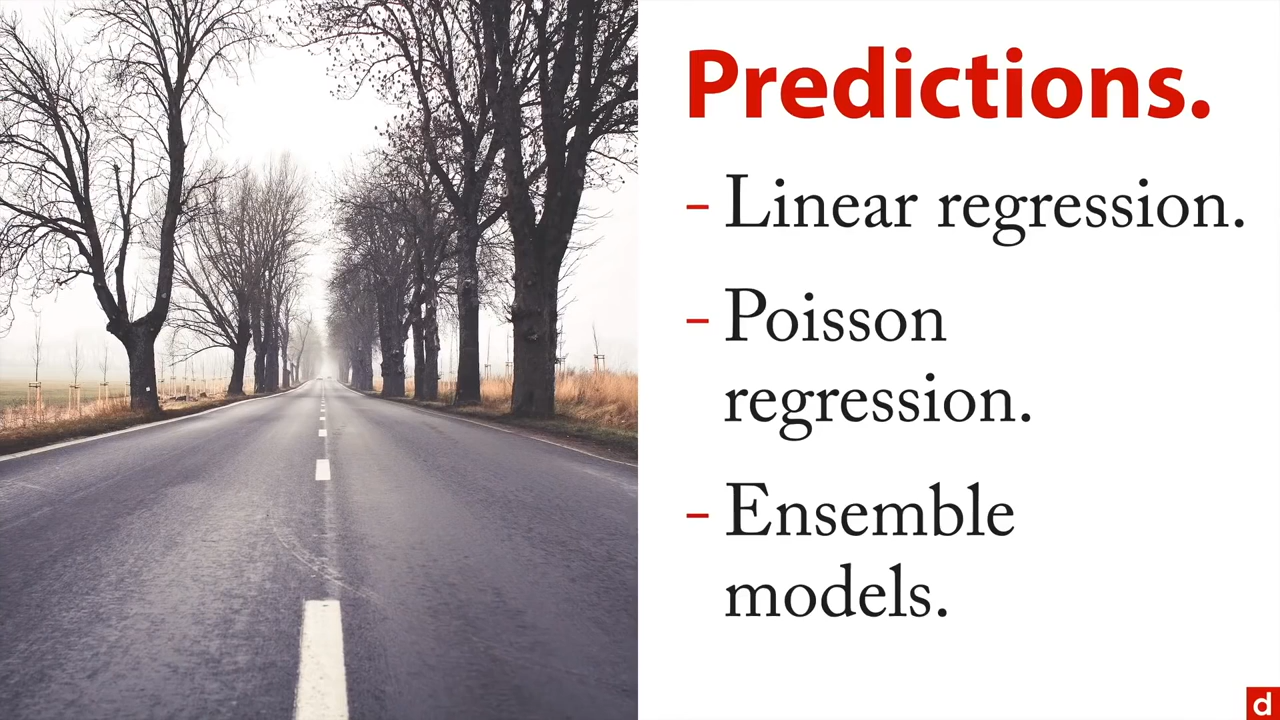 Predictions.
- Linear regression.
- Poisson
regression.
- Ensemble
models.
d